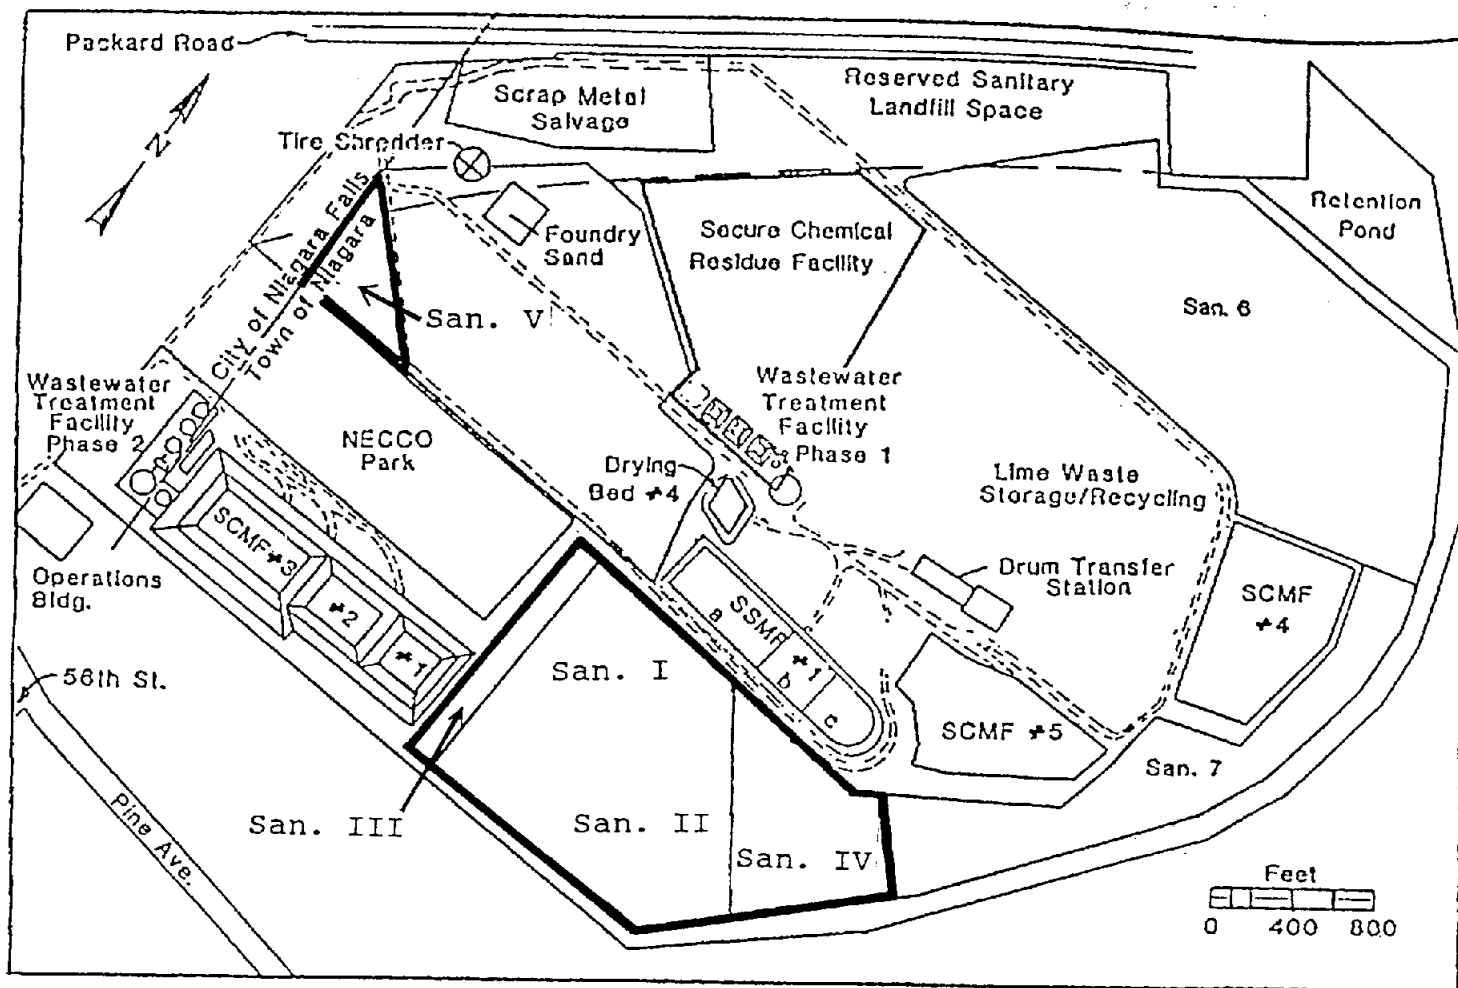 Packard Road
N
Scrap Metal
Salvage
Reserved Sanitary
Landfill Space
Tire Shredder
Retention
Pond
Foundry
Sand
Secure Chemical
Residue Facility
City of Niagara Falls
Town of Niagara
San. V
San. 6
Wastewater
Treatment
Facility
Phase 2
Wastewater
Treatment
Facility
Phase 1
NECCO
Park
Drying
Bed #4
Lime Waste
Storage/Recycling
SCMF #3
#2
#1
Operations
Bldg.
Drum Transfer
Station
SCMF
#4
SSMF #1
a
b
c
56th St.
San. I
SCMF #5
San. 7
San. III
San. II
San. IV
Pine Ave.
Feet
0 400 800